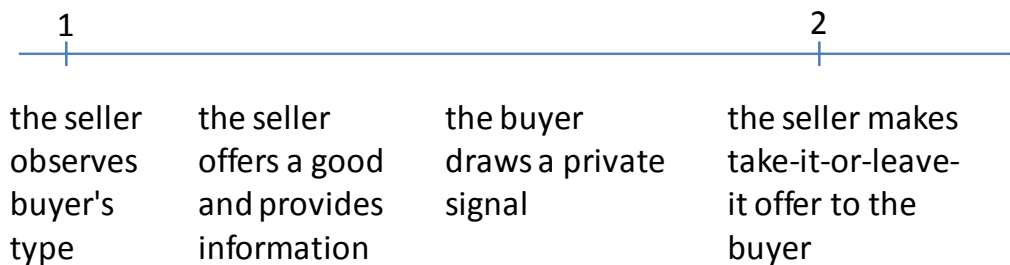 1
2
the seller
observes
buyer's
type
the seller
offers a good
and provides
information
the buyer
draws a private
signal
the seller makes
take-it-or-leave-
it offer to the
buyer